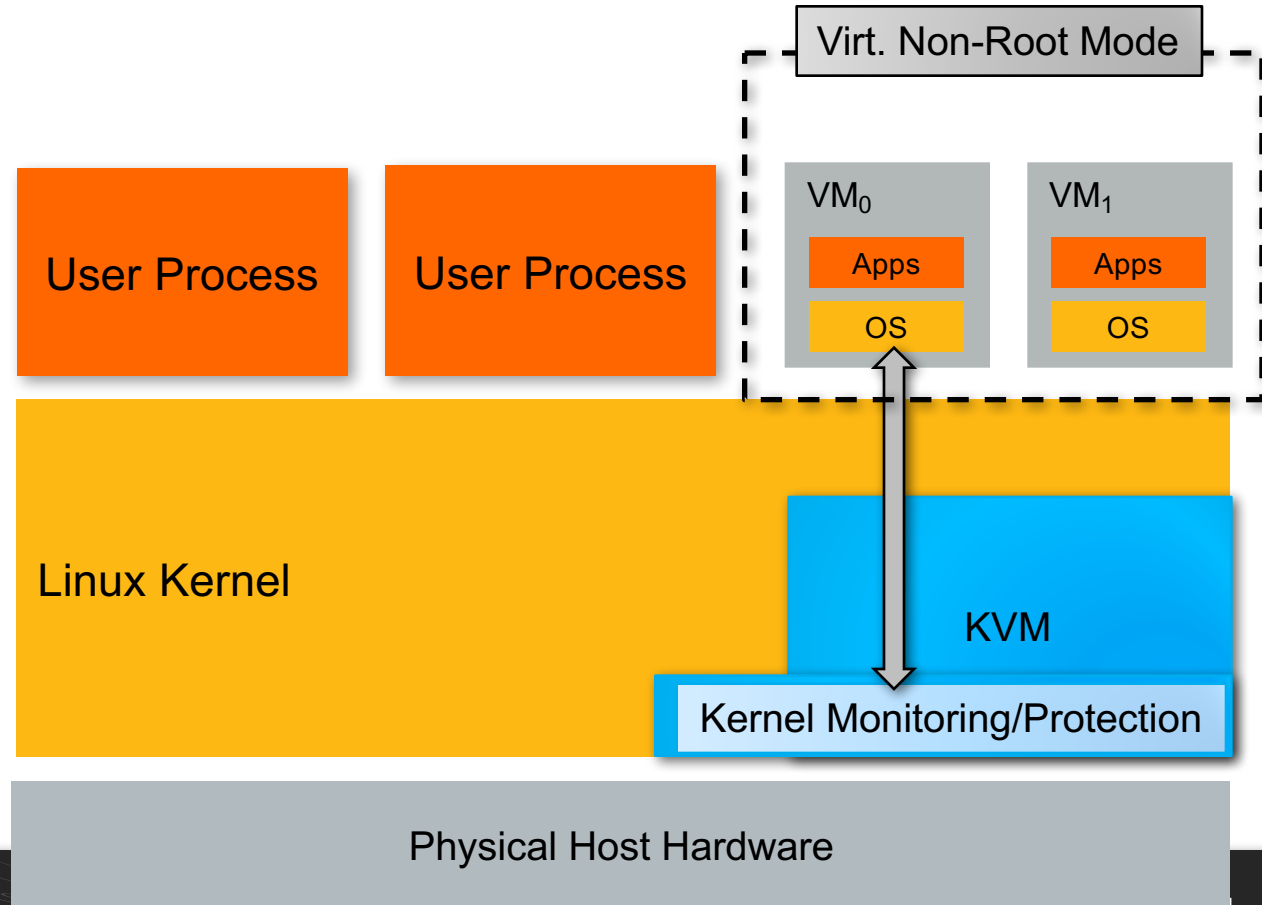 Virt. Non-Root Mode
VM₀
VM₁
User Process
User Process
Apps
Apps
OS
OS
Linux Kernel
KVM
Kernel Monitoring/Protection
Physical Host Hardware